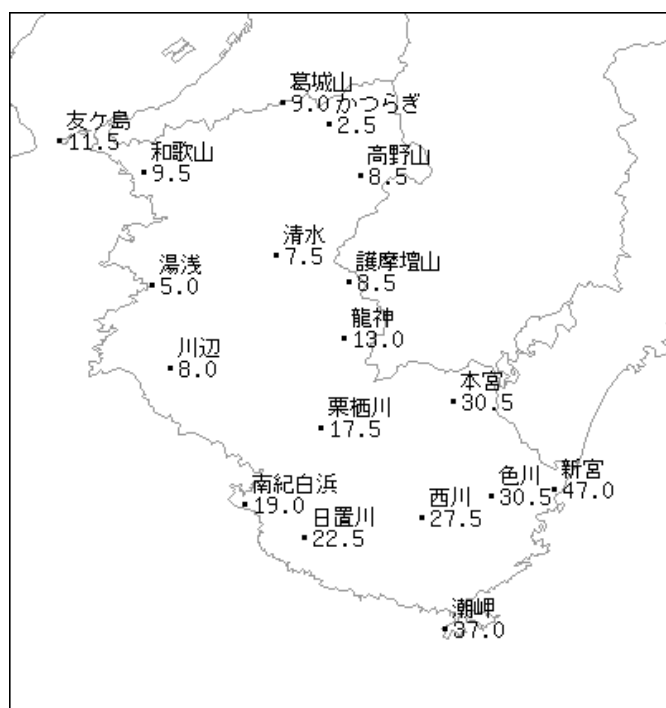 葛城山
9.0
かつらぎ
2.5
友ケ島
11.5
和歌山
9.5
高野山
8.5
清水
7.5
湯浅
5.0
護摩壇山
8.5
龍神
13.0
川辺
8.0
本宮
30.5
栗栖川
17.5
新宮
47.0
色川
30.5
南紀白浜
19.0
西川
27.5
日置川
22.5
潮岬
37.0